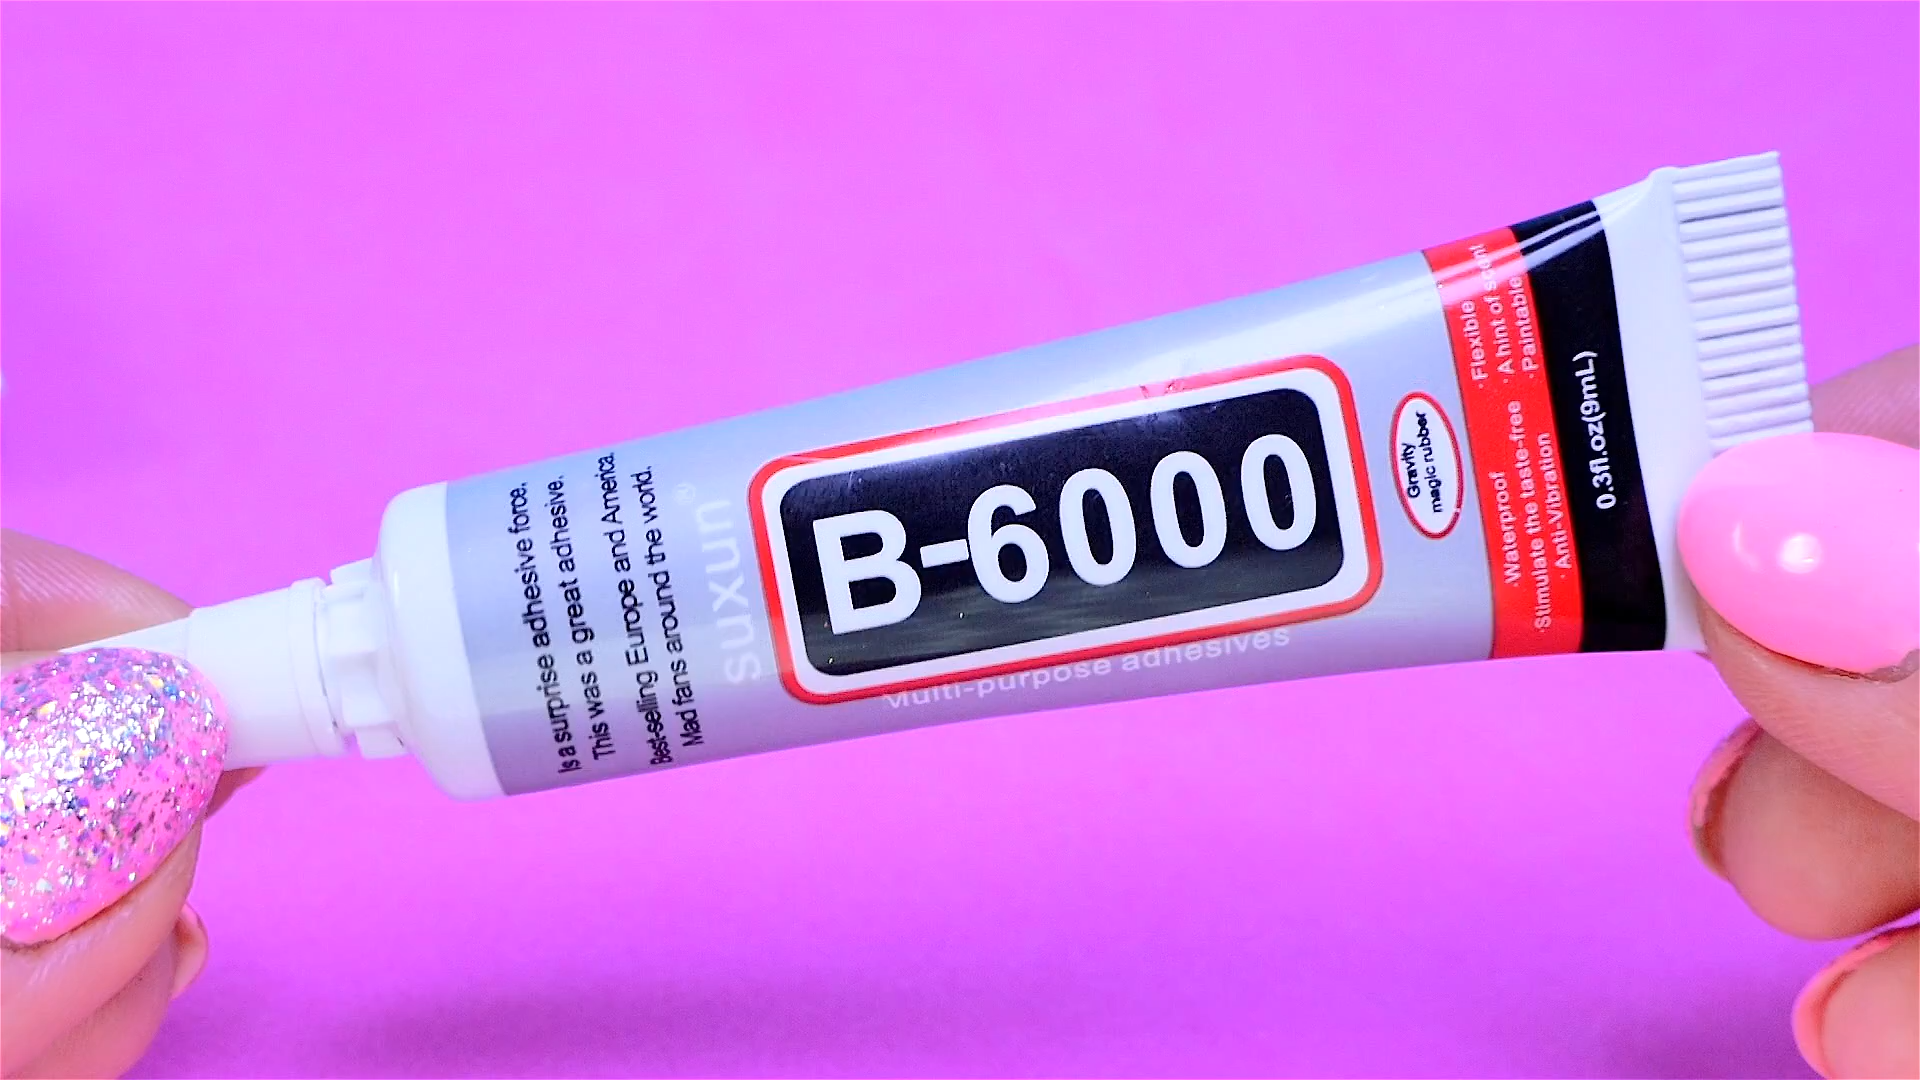 Is a surprise adhesive force.
This was a great adhesive.
Best-selling Europe and America.
Mad fans around the world.
suxun®
B-6000
Multi-purpose adhesives
Gravity
magic rubber
·Waterproof ·Flexible
·Stimulate the taste-free ·A hint of scent
·Anti-Vibration ·Paintable
0.3fl.oz(9mL)